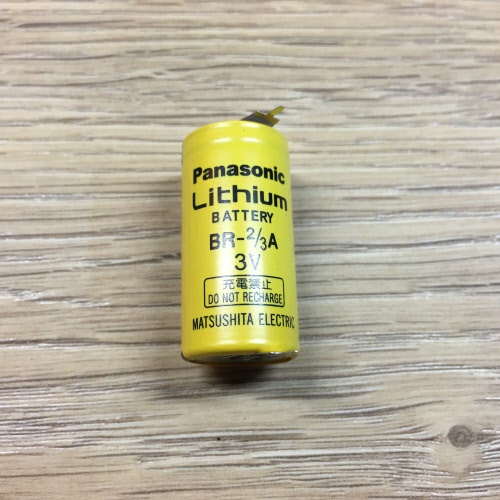 Panasonic
Lithium
BATTERY
BR-2/3A
3V
充電禁止
DO NOT RECHARGE
MATSUSHITA ELECTRIC